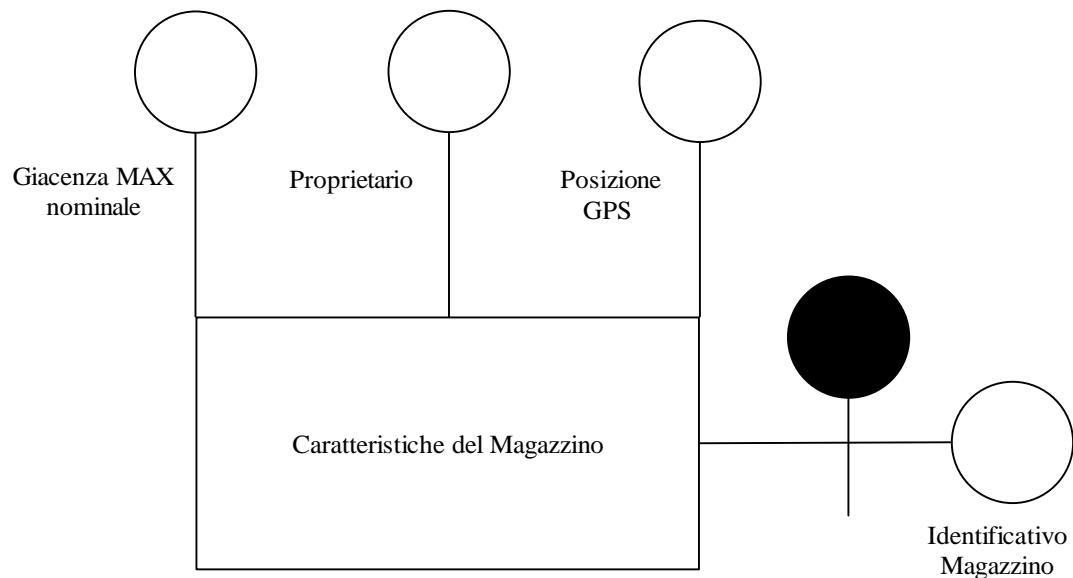 Giacenza MAX
nominale
Proprietario
Posizione
GPS
Caratteristiche del Magazzino
Identificativo
Magazzino